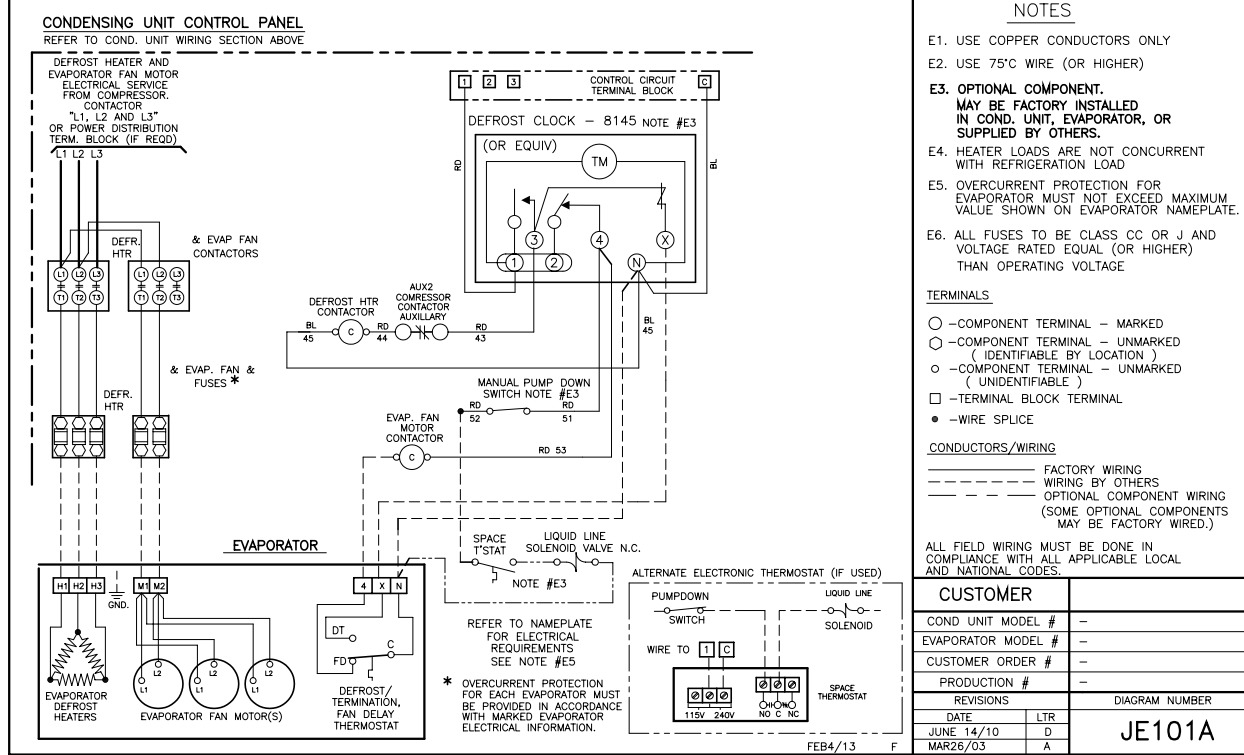 CONDENSING UNIT CONTROL PANEL
REFER TO COND. UNIT WIRING SECTION ABOVE
DEFROST HEATER AND
EVAPORATOR FAN MOTOR
ELECTRICAL SERVICE
FROM COMPRESSOR.
CONTACTOR
"L1, L2 AND L3"
OR POWER DISTRIBUTION
TERM. BLOCK (IF REQD)
L1 L2 L3
DEFR.
HTR
& EVAP FAN
CONTACTORS
L1 L2 L3 L1 L2 L3
T1 T2 T3 T1 T2 T3
& EVAP. FAN &
FUSES *
DEFR.
HTR
1 2 3
CONTROL CIRCUIT
TERMINAL BLOCK
C
DEFROST CLOCK - 8145 NOTE #E3
(OR EQUIV)
TM
RD
BL
3 4 X
1 2 N
DEFROST HTR
CONTACTOR
AUX2
COMRESSOR
CONTACTOR
AUXILLARY
BL
45
C
RD
44
RD
43
BL
45
MANUAL PUMP DOWN
SWITCH NOTE #E3
RD
52
RD
51
EVAP. FAN
MOTOR
CONTACTOR
C
RD 53
EVAPORATOR
H1 H2 H3
GND.
M1 M2
4 X N
SPACE
T'STAT
LIQUID LINE
SOLENOID VALVE N.C.
NOTE #E3
DT
C
FD
L2 L2 L2
L1 L1 L1
EVAPORATOR
DEFROST
HEATERS
EVAPORATOR FAN MOTOR(S)
DEFROST/
TERMINATION,
FAN DELAY
THERMOSTAT
REFER TO NAMEPLATE
FOR ELECTRICAL
REQUIREMENTS
SEE NOTE #E5
* OVERCURRENT PROTECTION
FOR EACH EVAPORATOR MUST
BE PROVIDED IN ACCORDANCE
WITH MARKED EVAPORATOR
ELECTRICAL INFORMATION.
ALTERNATE ELECTRONIC THERMOSTAT (IF USED)
PUMPDOWN
SWITCH
LIQUID LINE
SOLENOID
WIRE TO 1 C
115V 240V
NO C NC
SPACE
THERMOSTAT
FEB4/13 F
NOTES
E1. USE COPPER CONDUCTORS ONLY
E2. USE 75°C WIRE (OR HIGHER)
E3. OPTIONAL COMPONENT.
MAY BE FACTORY INSTALLED
IN COND. UNIT, EVAPORATOR, OR
SUPPLIED BY OTHERS.
E4. HEATER LOADS ARE NOT CONCURRENT
WITH REFRIGERATION LOAD
E5. OVERCURRENT PROTECTION FOR
EVAPORATOR MUST NOT EXCEED MAXIMUM
VALUE SHOWN ON EVAPORATOR NAMEPLATE.
E6. ALL FUSES TO BE CLASS CC OR J AND
VOLTAGE RATED EQUAL (OR HIGHER)
THAN OPERATING VOLTAGE
TERMINALS
-COMPONENT TERMINAL - MARKED
-COMPONENT TERMINAL - UNMARKED
( IDENTIFIABLE BY LOCATION )
-COMPONENT TERMINAL - UNMARKED
( UNIDENTIFIABLE )
-TERMINAL BLOCK TERMINAL
-WIRE SPLICE
CONDUCTORS/WIRING
FACTORY WIRING
WIRING BY OTHERS
OPTIONAL COMPONENT WIRING
(SOME OPTIONAL COMPONENTS
MAY BE FACTORY WIRED.)
ALL FIELD WIRING MUST BE DONE IN
COMPLIANCE WITH ALL APPLICABLE LOCAL
AND NATIONAL CODES.
CUSTOMER
COND UNIT MODEL # -
EVAPORATOR MODEL # -
CUSTOMER ORDER # -
PRODUCTION # -
REVISIONS DIAGRAM NUMBER
DATE LTR
JUNE 14/10 D
MAR26/03 A
JE101A